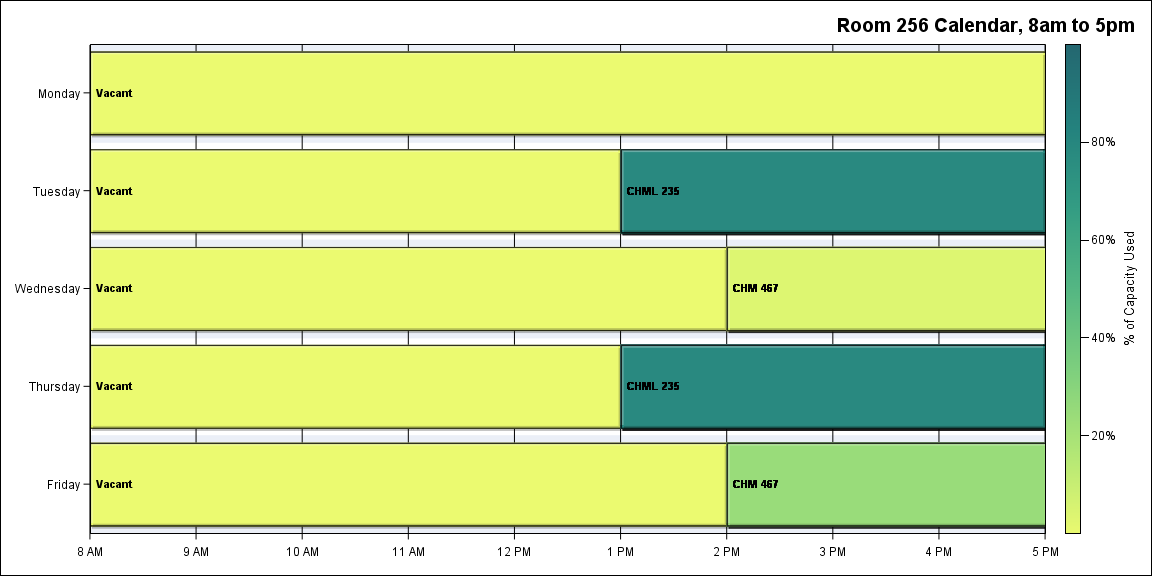 Room 256 Calendar, 8am to 5pm
Monday
Vacant
Tuesday
Vacant
CHML 235
Wednesday
Vacant
CHM 467
Thursday
Vacant
CHML 235
Friday
Vacant
CHM 467
8 AM 9 AM 10 AM 11 AM 12 PM 1 PM 2 PM 3 PM 4 PM 5 PM
80%
60%
40%
20%
% of Capacity Used